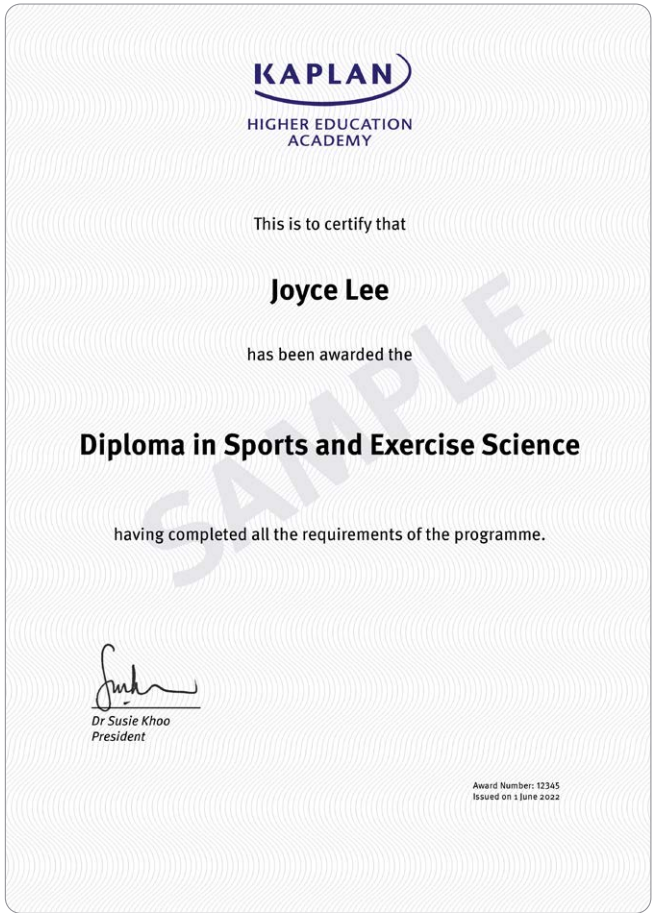 KAPLAN
HIGHER EDUCATION
ACADEMY
This is to certify that
Joyce Lee
has been awarded the
Diploma in Sports and Exercise Science
having completed all the requirements of the programme.
SAMPLE
Dr Susie Khoo
President
Award Number: 12345
Issued on 1 June 2022